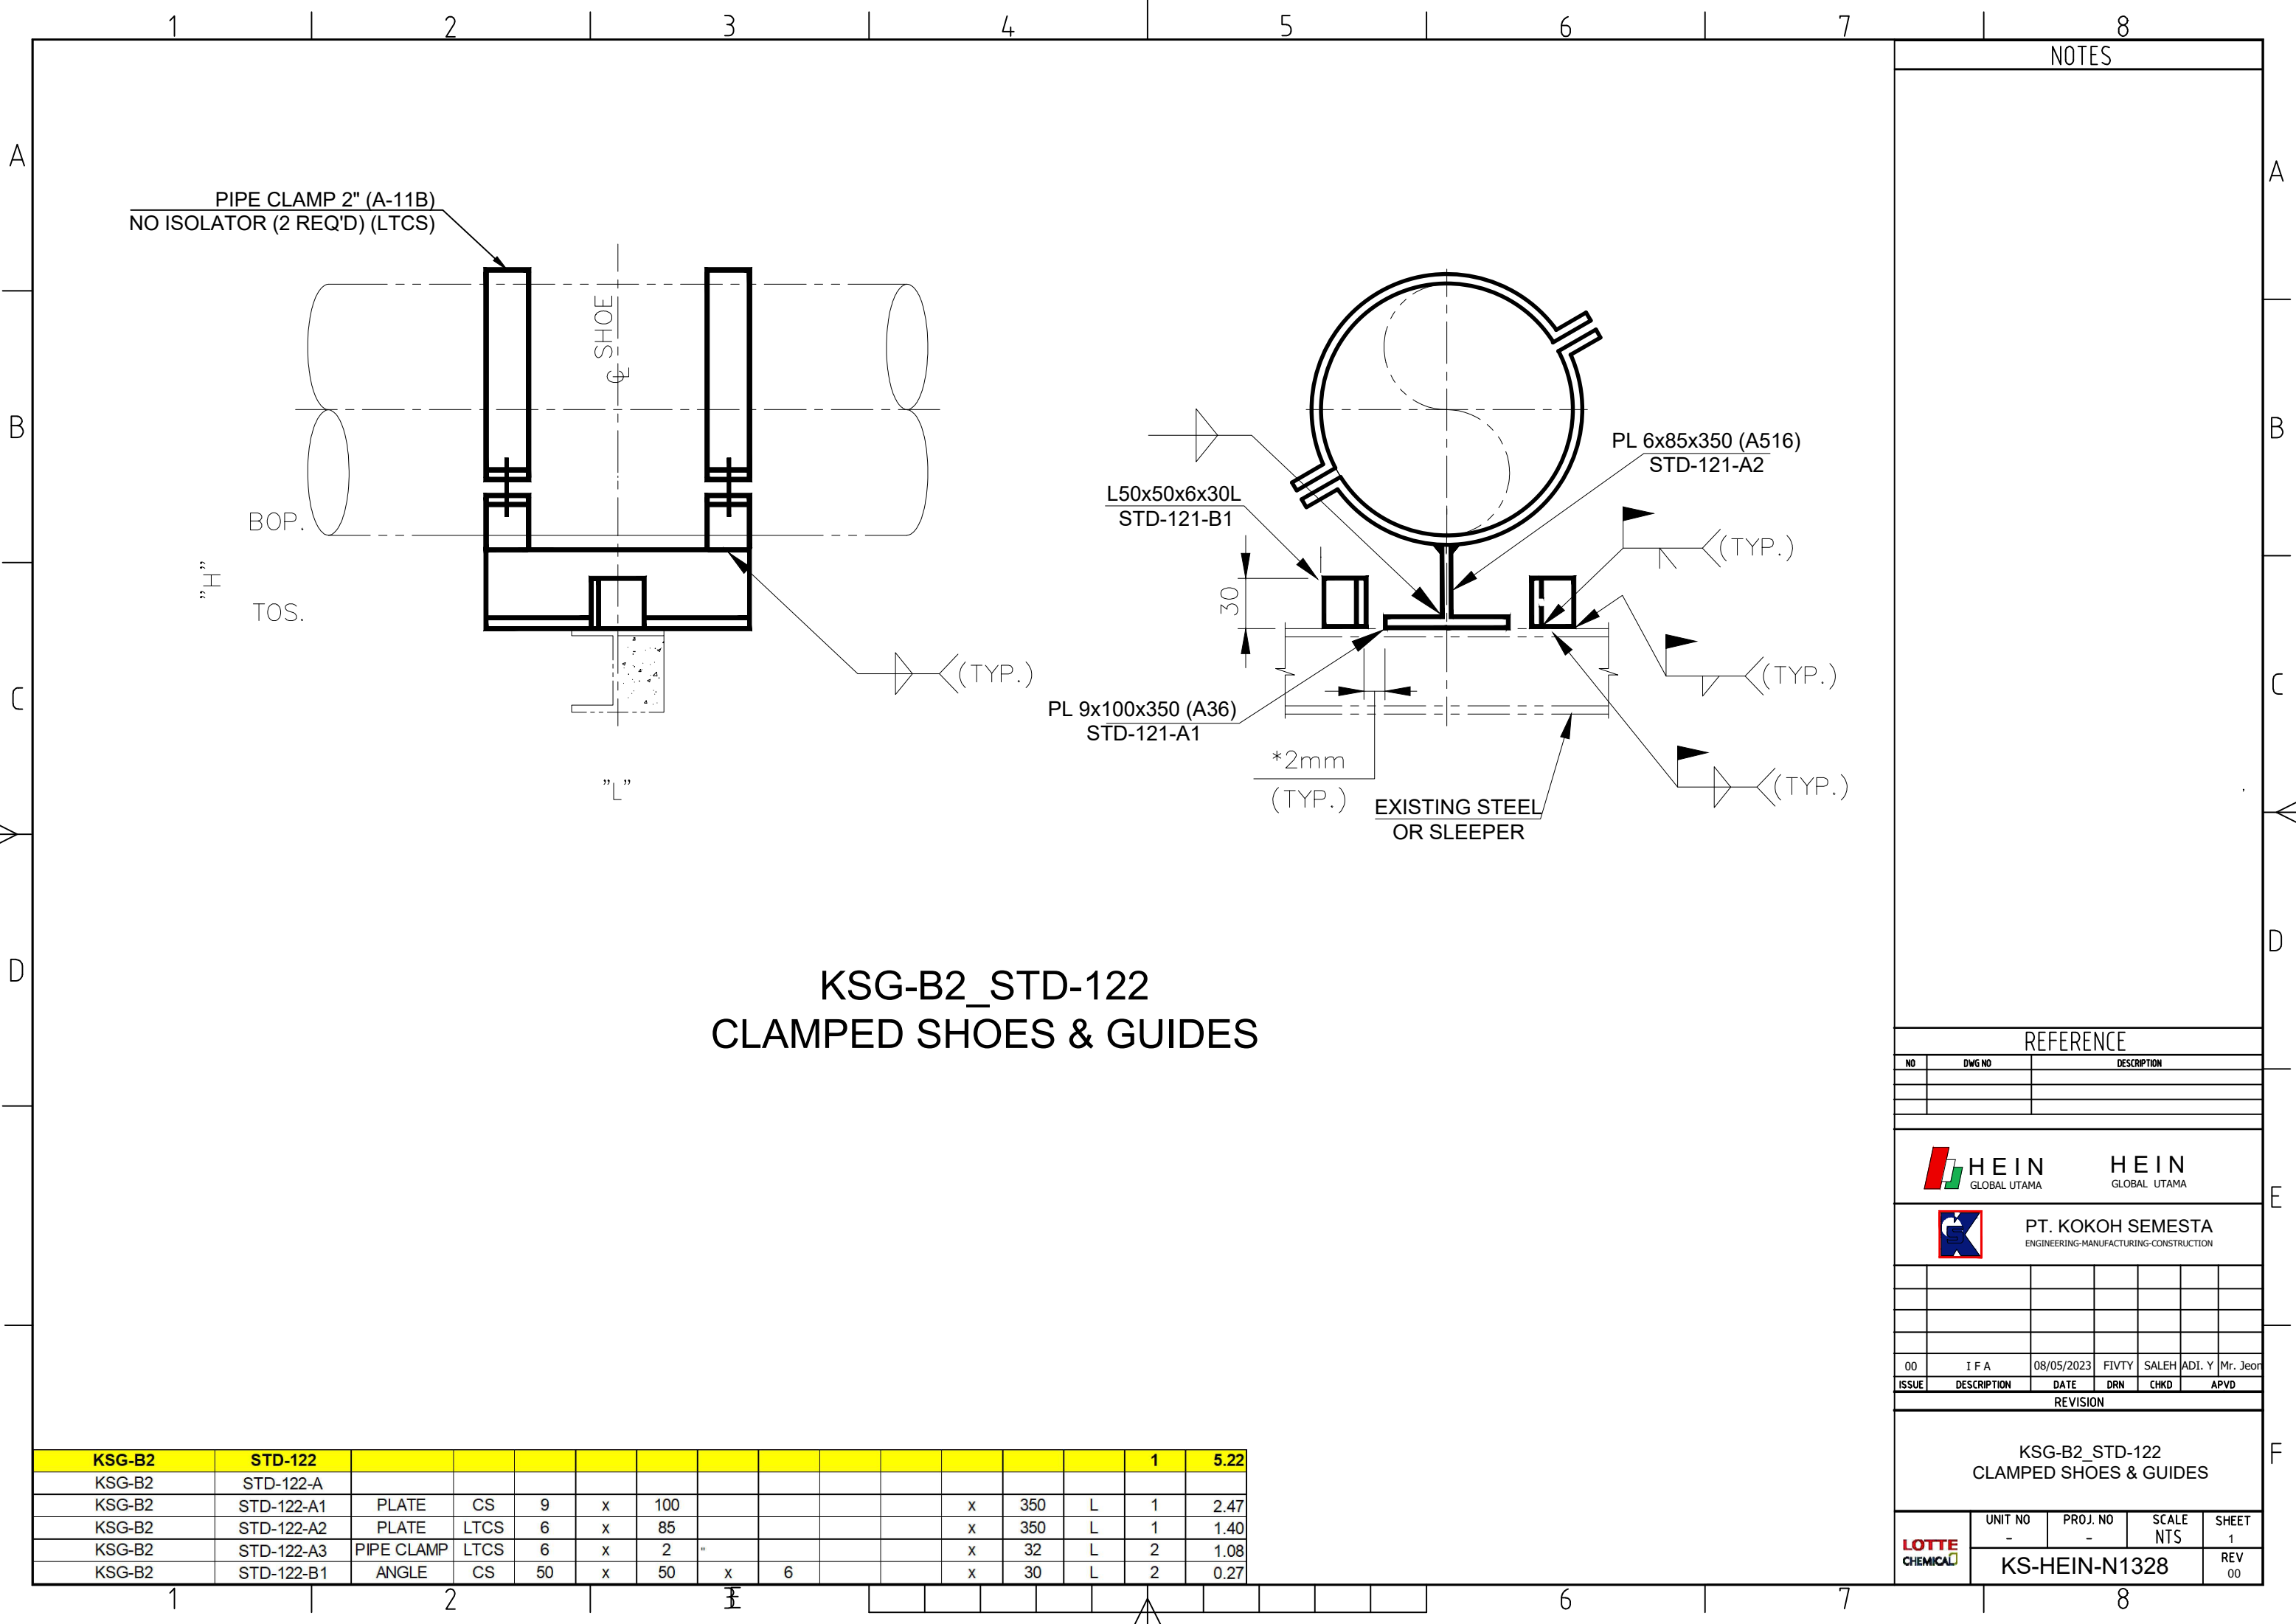 1 2 3 4 5 6 7 8
NOTES
A
A
PIPE CLAMP 2" (A-11B)
NO ISOLATOR (2 REQ'D) (LTCS)
SHOE
B
B
PL 6x85x350 (A516)
STD-121-A2
L50x50x6x30L
STD-121-B1
BOP.
(TYP.)
"H"
TOS.
30
(TYP.)
(TYP.)
C
C
PL 9x100x350 (A36)
STD-121-A1
*2mm
(TYP.)
(TYP.)
"L"
EXISTING STEEL
OR SLEEPER
D
D
KSG-B2_STD-122
CLAMPED SHOES & GUIDES
REFERENCE
NO DWG NO DESCRIPTION
HEIN
GLOBAL UTAMA
HEIN
GLOBAL UTAMA
E
PT. KOKOH SEMESTA
ENGINEERING-MANUFACTURING-CONSTRUCTION
00 I F A 08/05/2023 FIVTY SALEH ADI. Y Mr. Jeon
ISSUE DESCRIPTION DATE DRN CHKD APVD
REVISION
KSG-B2_STD-122
CLAMPED SHOES & GUIDES
F
KSG-B2 STD-122 1 5.22
KSG-B2 STD-122-A
KSG-B2 STD-122-A1 PLATE CS 9 x 100 x 350 L 1 2.47
KSG-B2 STD-122-A2 PLATE LTCS 6 x 85 x 350 L 1 1.40
KSG-B2 STD-122-A3 PIPE CLAMP LTCS 6 x 2 " x 32 L 2 1.08
KSG-B2 STD-122-B1 ANGLE CS 50 x 50 x 6 x 30 L 2 0.27
LOTTE
CHEMICAL
UNIT NO
-
PROJ. NO
-
SCALE
NTS
SHEET
1
KS-HEIN-N1328
REV
00
1 2 3 E 6 7 8